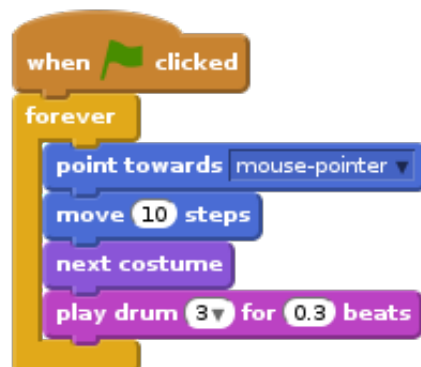 when clicked
forever
point towards mouse-pointer
move 10 steps
next costume
play drum 3 for 0.3 beats